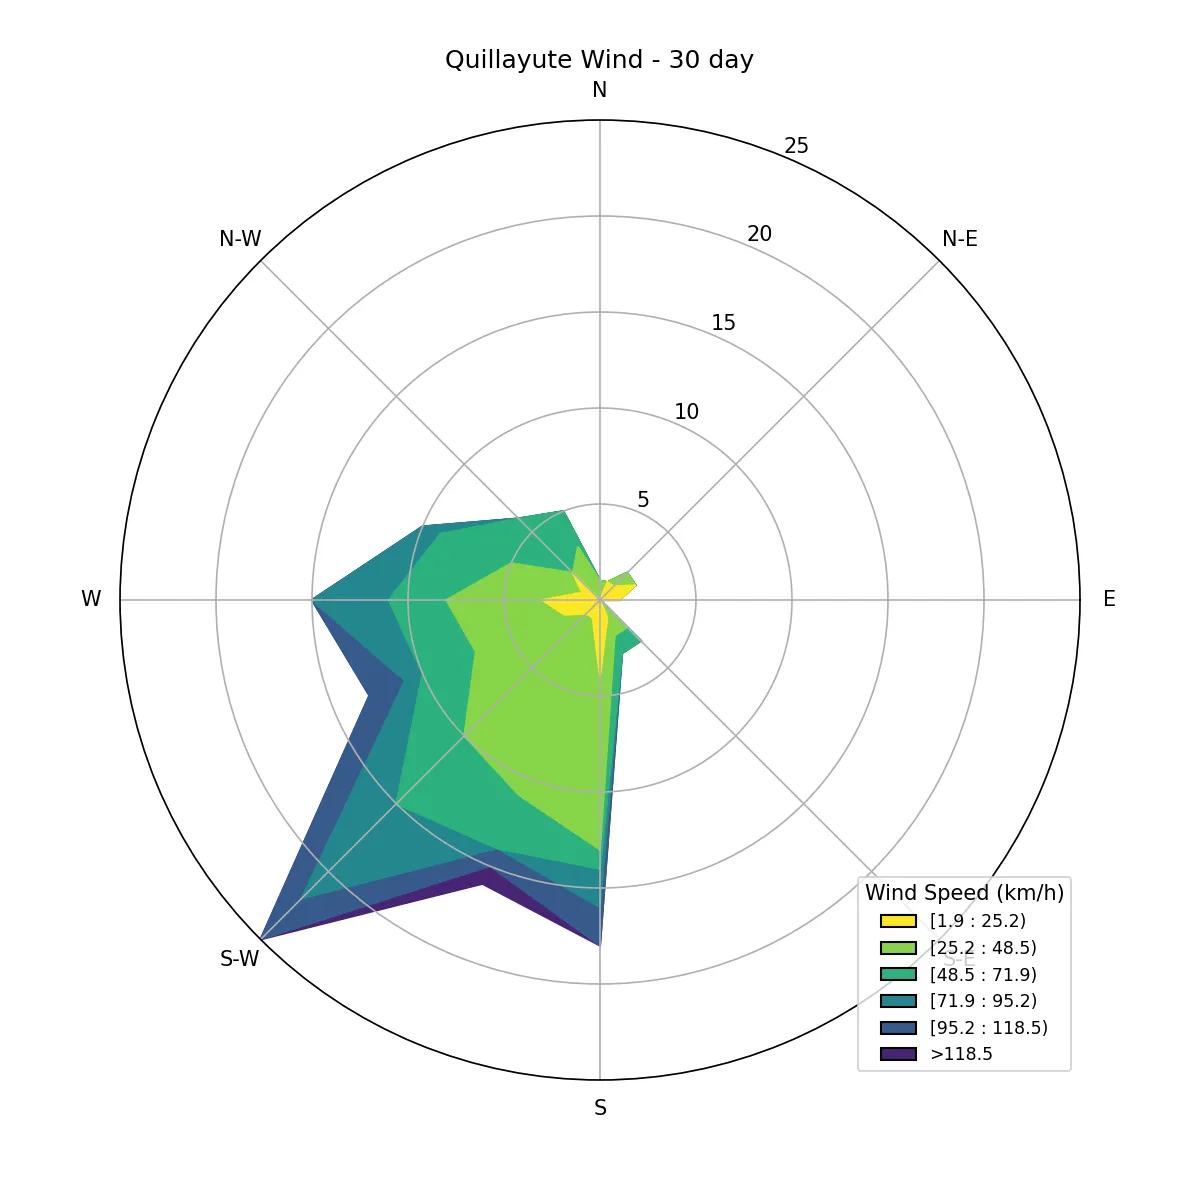 Quillayute Wind - 30 day
N
25
N-W
20
N-E
15
10
5
W
E
S-W
S-E
S
Wind Speed (km/h)
[1.9 : 25.2)
[25.2 : 48.5)
[48.5 : 71.9)
[71.9 : 95.2)
[95.2 : 118.5)
>118.5